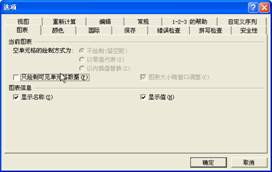 选项
视图 重新计算 编辑 常规 1-2-3 的帮助 自定义序列
图表 颜色 国际 保存 错误检查 拼写检查 安全性
当前图表
空单元格的绘制方式为:
不绘制(留空距)
以零值代表(Z)
以内插值替换(I)
只绘制可见单元格数据(P)
图表大小随窗口调整(C)
图表信息
显示名称(H)
显示值(W)
确定 取消